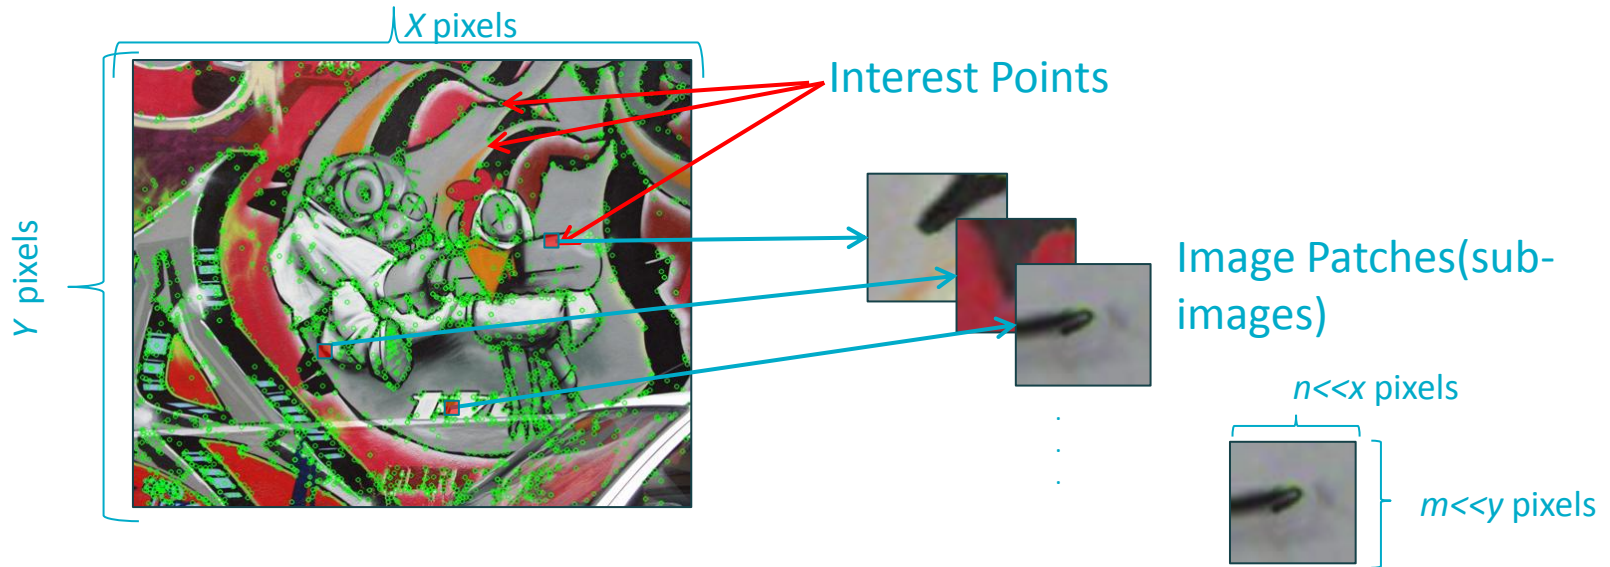 X pixels
Interest Points
Y pixels
Image Patches(sub-
images)
n<<x pixels
m<<y pixels